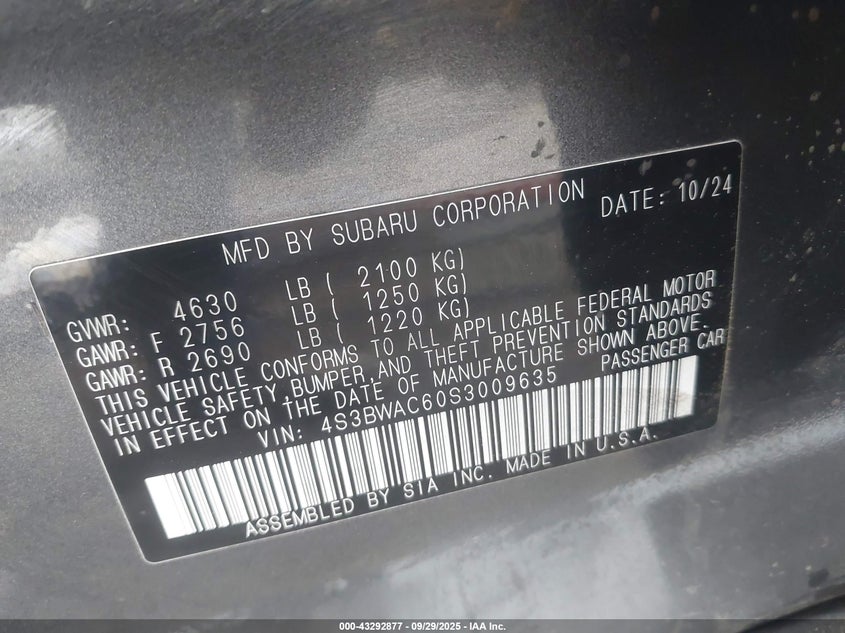 MFD BY SUBARU CORPORATION DATE: 10/24
GVWR: 4630 LB ( 2100 KG)
GAWR: F 2756 LB ( 1250 KG)
GAWR: R 2690 LB ( 1220 KG)
THIS VEHICLE CONFORMS TO ALL APPLICABLE FEDERAL MOTOR
VEHICLE SAFETY, BUMPER, AND THEFT PREVENTION STANDARDS
IN EFFECT ON THE DATE OF MANUFACTURE SHOWN ABOVE.
VIN: 4S3BWAC60S3009635 PASSENGER CAR
ASSEMBLED BY SIA INC. MADE IN U.S.A.
000-43292877 - 09/29/2025 - IAA Inc.